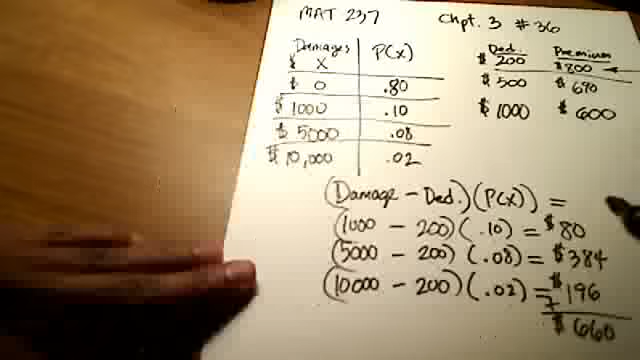 MAT 237 Chpt. 3 #36
Damages P(x)
$ X
$ 0 .80
$ 1000 .10
$ 5000 .08
$ 10,000 .02
Ded. Premium
$ 200 $800 ←
$ 500 $690
$ 1000 $ 600
(Damage - Ded.)(P(x)) =
(1000 - 200)(.10) = $80
(5000 - 200)(.08) = $384
(10000 - 200)(.02) = $196
+
$ 660